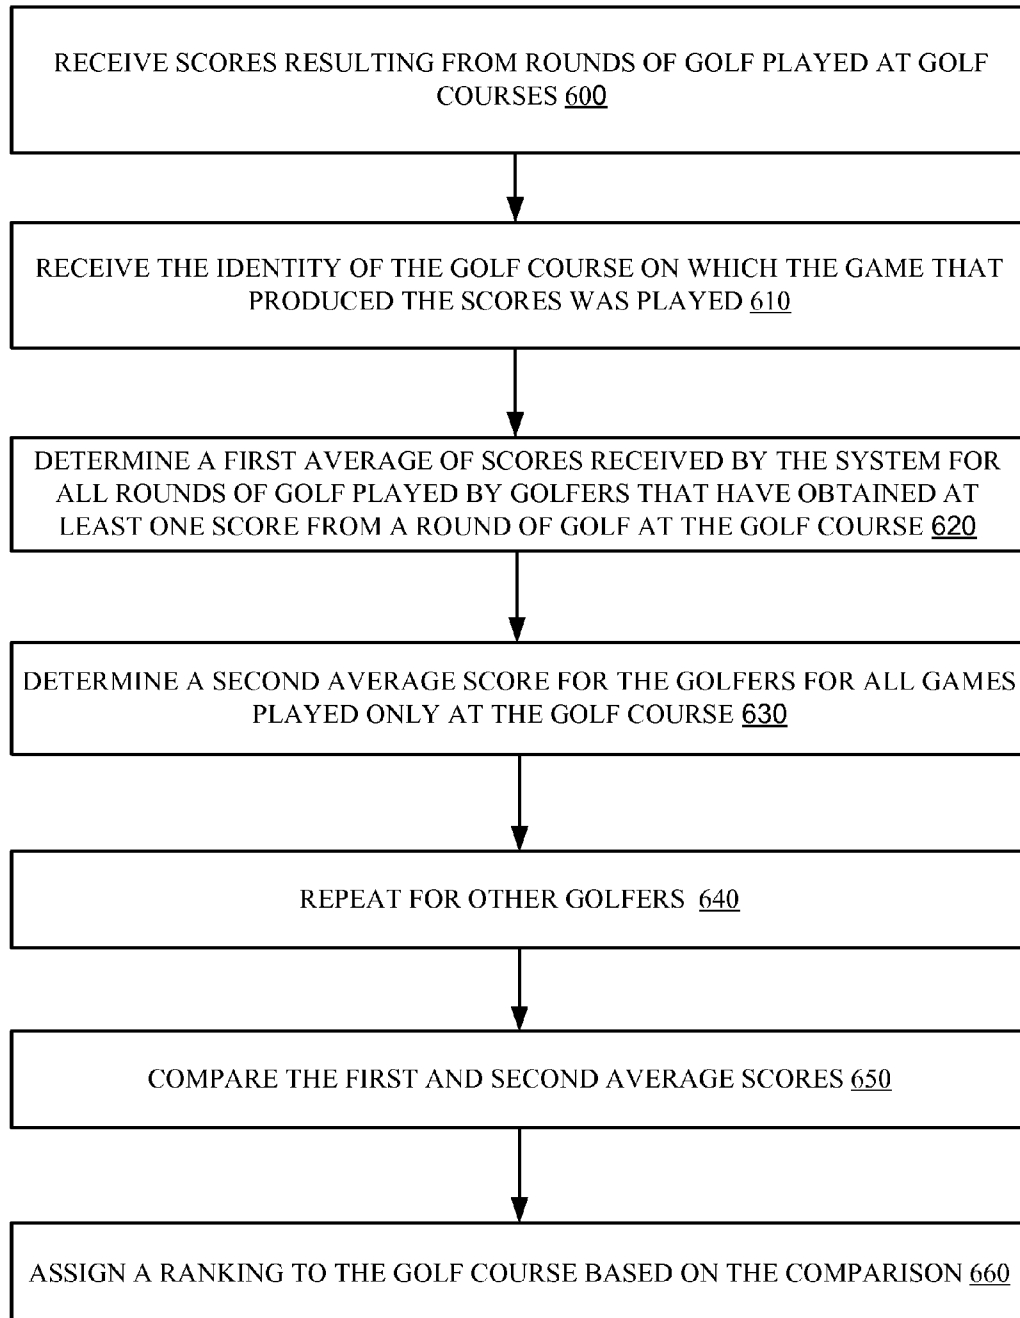 RECEIVE SCORES RESULTING FROM ROUNDS OF GOLF PLAYED AT GOLF
COURSES 600
RECEIVE THE IDENTITY OF THE GOLF COURSE ON WHICH THE GAME THAT
PRODUCED THE SCORES WAS PLAYED 610
DETERMINE A FIRST AVERAGE OF SCORES RECEIVED BY THE SYSTEM FOR
ALL ROUNDS OF GOLF PLAYED BY GOLFERS THAT HAVE OBTAINED AT
LEAST ONE SCORE FROM A ROUND OF GOLF AT THE GOLF COURSE 620
DETERMINE A SECOND AVERAGE SCORE FOR THE GOLFERS FOR ALL GAMES
PLAYED ONLY AT THE GOLF COURSE 630
REPEAT FOR OTHER GOLFERS 640
COMPARE THE FIRST AND SECOND AVERAGE SCORES 650
ASSIGN A RANKING TO THE GOLF COURSE BASED ON THE COMPARISON 660